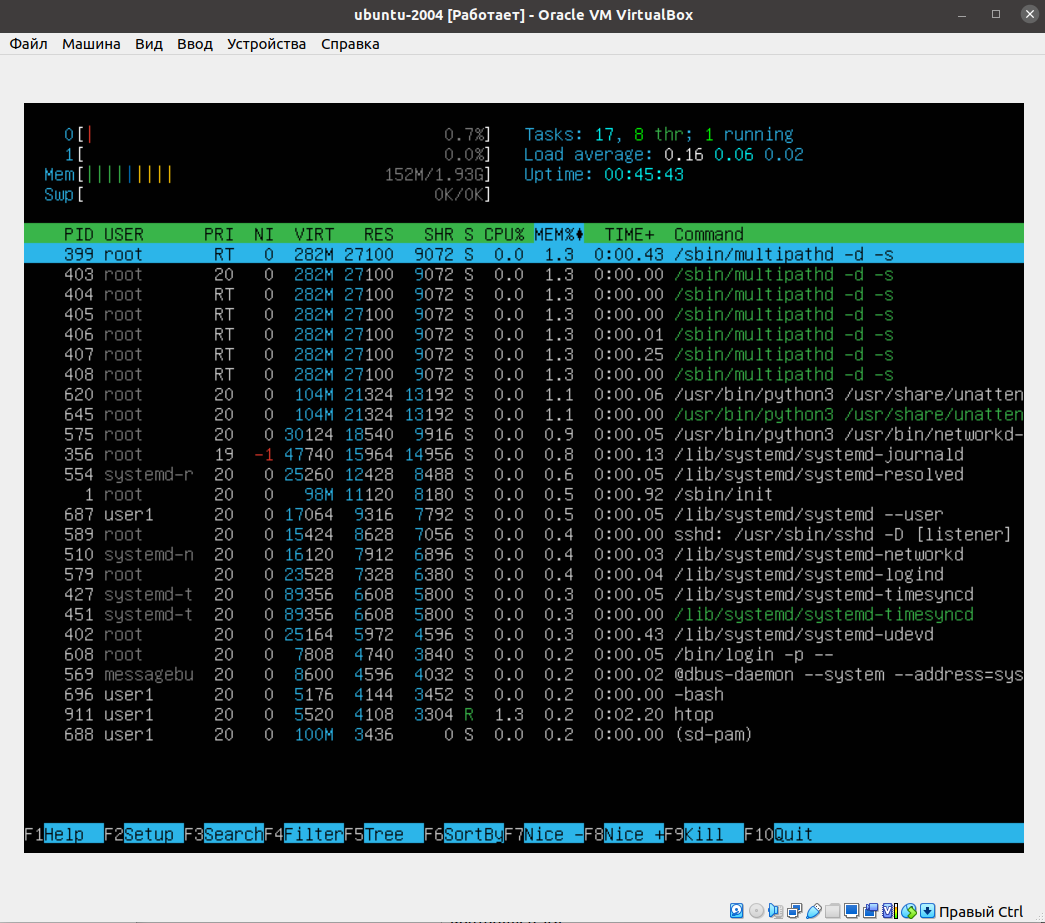 ubuntu-2004 [Работает] - Oracle VM VirtualBox
Файл Машина Вид Ввод Устройства Справка
0[| 0.7%] Tasks: 17, 8 thr; 1 running
1[ 0.0%] Load average: 0.16 0.06 0.02
Mem[||||||||| 152M/1.93G] Uptime: 00:45:43
Swp[ 0K/0K]
PID USER PRI NI VIRT RES SHR S CPU% MEM%♦ TIME+ Command
399 root RT 0 282M 27100 9072 S 0.0 1.3 0:00.43 /sbin/multipathd -d -s
403 root 20 0 282M 27100 9072 S 0.0 1.3 0:00.00 /sbin/multipathd -d -s
404 root RT 0 282M 27100 9072 S 0.0 1.3 0:00.00 /sbin/multipathd -d -s
405 root RT 0 282M 27100 9072 S 0.0 1.3 0:00.00 /sbin/multipathd -d -s
406 root RT 0 282M 27100 9072 S 0.0 1.3 0:00.01 /sbin/multipathd -d -s
407 root RT 0 282M 27100 9072 S 0.0 1.3 0:00.25 /sbin/multipathd -d -s
408 root RT 0 282M 27100 9072 S 0.0 1.3 0:00.00 /sbin/multipathd -d -s
620 root 20 0 104M 21324 13192 S 0.0 1.1 0:00.06 /usr/bin/python3 /usr/share/unatten
645 root 20 0 104M 21324 13192 S 0.0 1.1 0:00.00 /usr/bin/python3 /usr/share/unatten
575 root 20 0 30124 18540 9916 S 0.0 0.9 0:00.05 /usr/bin/python3 /usr/bin/networkd-
356 root 19 -1 47740 15964 14956 S 0.0 0.8 0:00.13 /lib/systemd/systemd-journald
554 systemd-r 20 0 25260 12428 8488 S 0.0 0.6 0:00.05 /lib/systemd/systemd-resolved
1 root 20 0 98M 11120 8180 S 0.0 0.5 0:00.92 /sbin/init
687 user1 20 0 17064 9316 7792 S 0.0 0.5 0:00.05 /lib/systemd/systemd --user
589 root 20 0 15424 8628 7056 S 0.0 0.4 0:00.00 sshd: /usr/sbin/sshd -D [listener]
510 systemd-n 20 0 16120 7912 6896 S 0.0 0.4 0:00.03 /lib/systemd/systemd-networkd
579 root 20 0 23528 7328 6380 S 0.0 0.4 0:00.04 /lib/systemd/systemd-logind
427 systemd-t 20 0 89356 6608 5800 S 0.0 0.3 0:00.05 /lib/systemd/systemd-timesyncd
451 systemd-t 20 0 89356 6608 5800 S 0.0 0.3 0:00.00 /lib/systemd/systemd-timesyncd
402 root 20 0 25164 5972 4596 S 0.0 0.3 0:00.43 /lib/systemd/systemd-udevd
608 root 20 0 7808 4740 3840 S 0.0 0.2 0:00.05 /bin/login -p --
569 messagebu 20 0 8600 4596 4032 S 0.0 0.2 0:00.02 @dbus-daemon --system --address=sys
696 user1 20 0 5176 4144 3452 S 0.0 0.2 0:00.00 -bash
911 user1 20 0 5520 4108 3304 R 1.3 0.2 0:02.20 htop
688 user1 20 0 100M 3436 0 S 0.0 0.2 0:00.00 (sd-pam)
F1Help F2Setup F3SearchF4FilterF5Tree F6SortByF7Nice -F8Nice +F9Kill F10Quit
Правый Ctrl